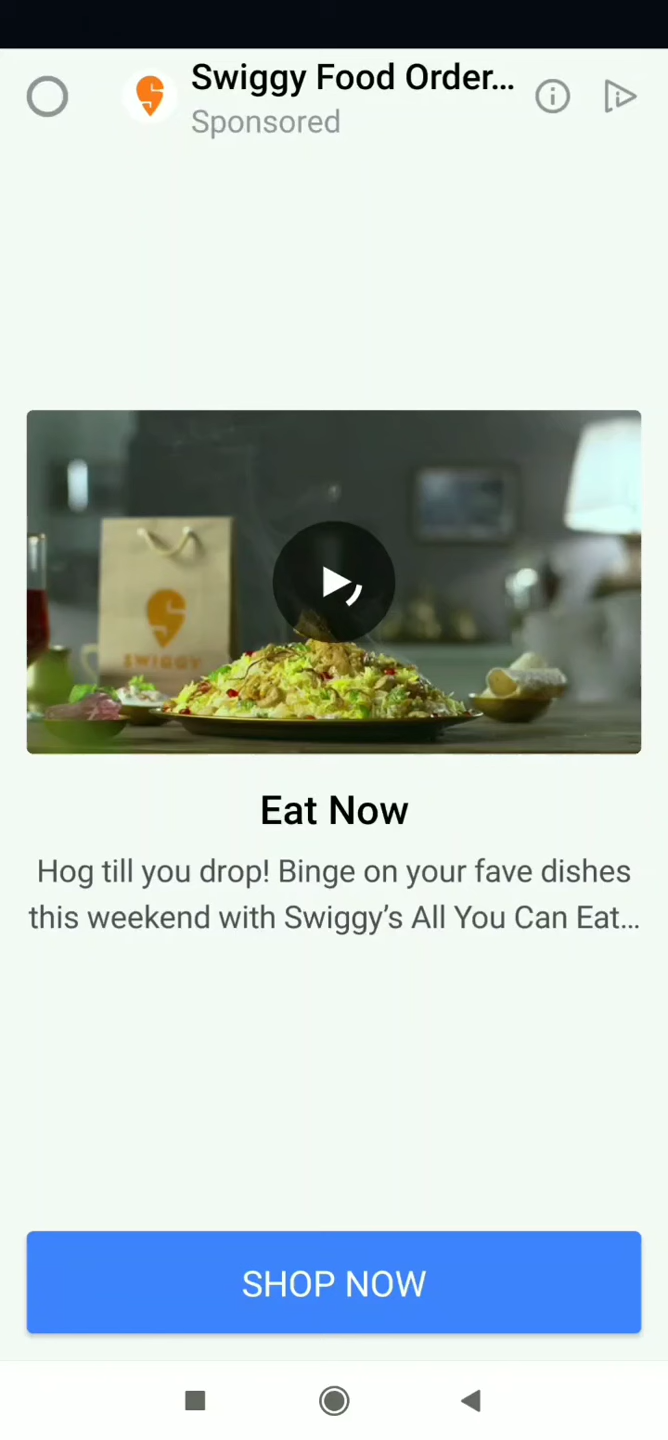 Swiggy Food Order...
Sponsored
SWIGGY
Eat Now
Hog till you drop! Binge on your fave dishes
this weekend with Swiggy’s All You Can Eat...
SHOP NOW